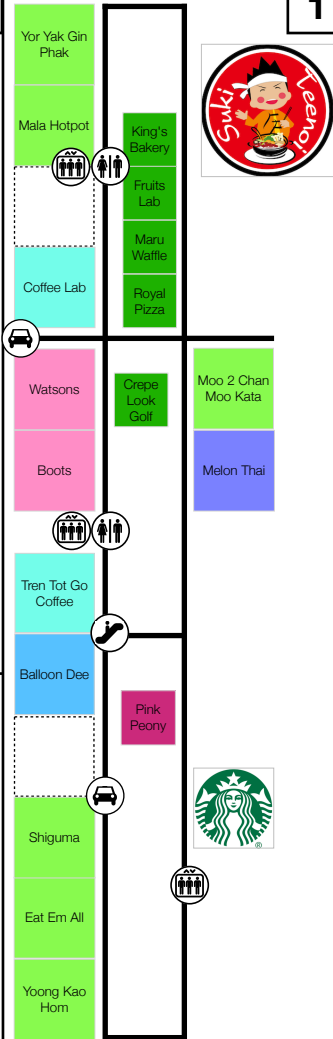 1
Yor Yak Gin
Phak
Suki
Teenoi
Mala Hotpot
King's
Bakery
Fruits
Lab
Maru
Waffle
Coffee Lab
Royal
Pizza
Watsons
Crepe
Look
Golf
Moo 2 Chan
Moo Kata
Boots
Melon Thai
Tren Tot Go
Coffee
Balloon Dee
Pink
Peony
Shiguma
Eat Em All
Yoong Kao
Hom